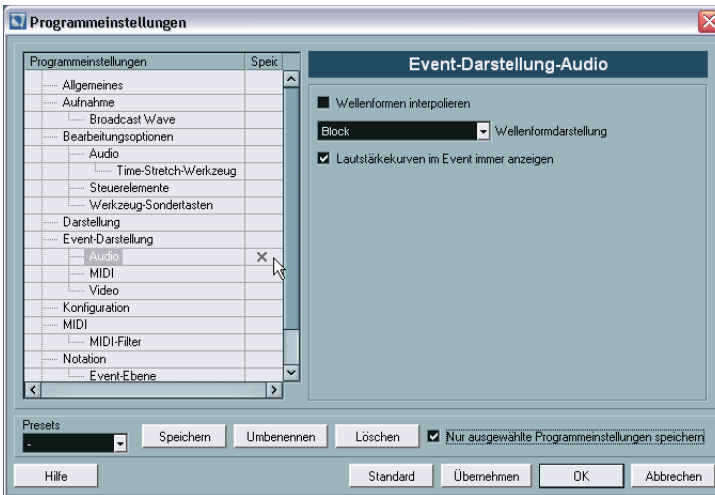 Programmeinstellungen
Programmeinstellungen Speic
Allgemeines
Aufnahme
Broadcast Wave
Bearbeitungsoptionen
Audio
Time-Stretch-Werkzeug
Steuerelemente
Werkzeug-Sondertasten
Darstellung
Event-Darstellung
Audio
MIDI
Video
Konfiguration
MIDI
MIDI-Filter
Notation
Event-Ebene
Event-Darstellung-Audio
Wellenformen interpolieren
Block Wellenformdarstellung
Lautstärkekurven im Event immer anzeigen
Presets
- Speichern Umbenennen Löschen Nur ausgewählte Programmeinstellungen speichern
Hilfe Standard Übernehmen OK Abbrechen